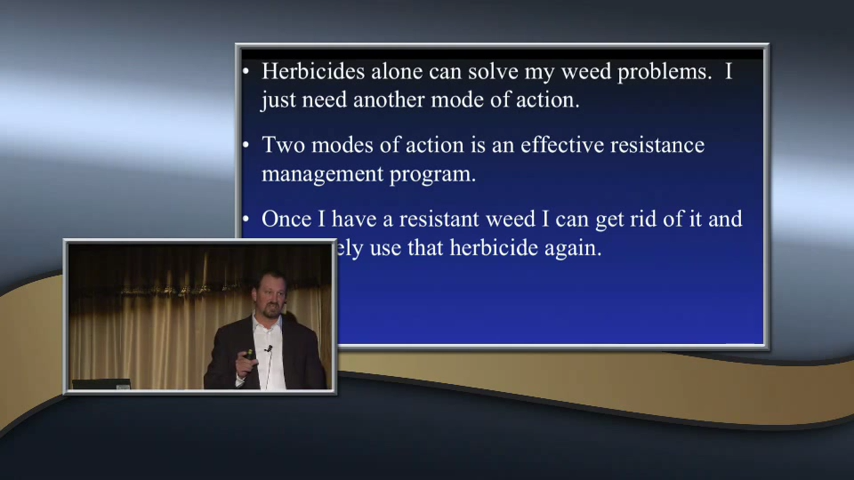 • Herbicides alone can solve my weed problems. I
just need another mode of action.
• Two modes of action is an effective resistance
management program.
• Once I have a resistant weed I can get rid of it and
ely use that herbicide again.